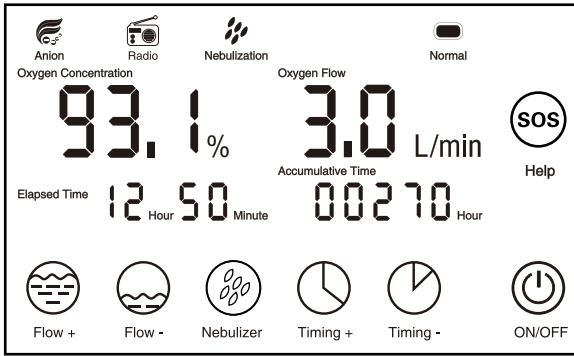 Anion Radio Nebulization Normal
Oxygen Concentration Oxygen Flow
93.1 % 3.0 L/min
SOS
Help
Elapsed Time 12 Hour 50 Minute
Accumulative Time
00270 Hour
Flow + Flow - Nebulizer Timing + Timing - ON/OFF